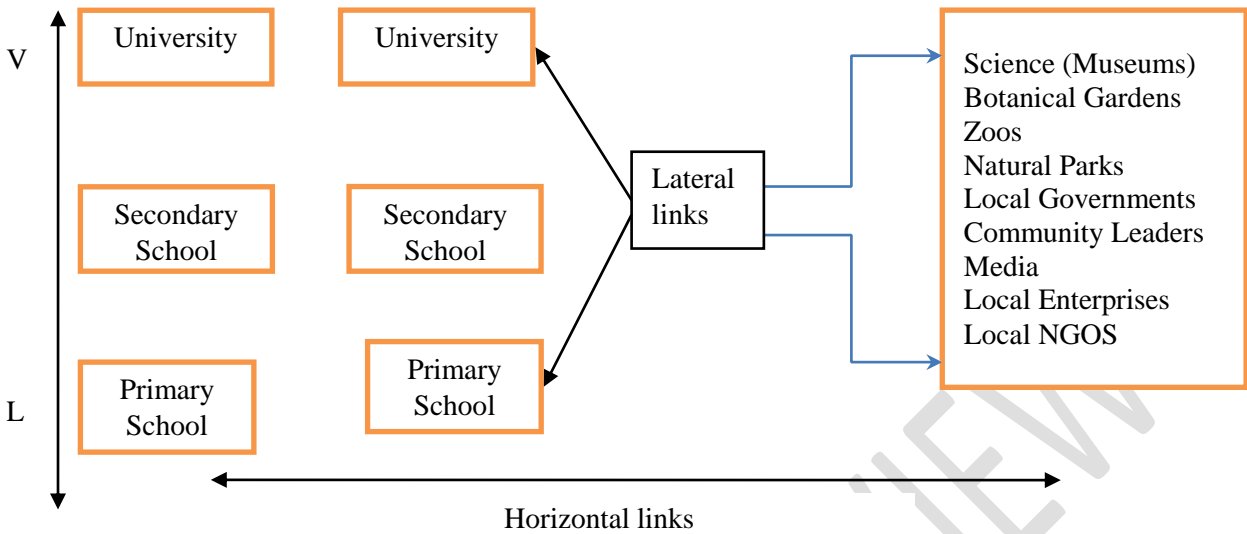 V
University
University
Secondary
School
Secondary
School
L
Primary
School
Primary
School
Lateral
links
Science (Museums)
Botanical Gardens
Zoos
Natural Parks
Local Governments
Community Leaders
Media
Local Enterprises
Local NGOS
Horizontal links